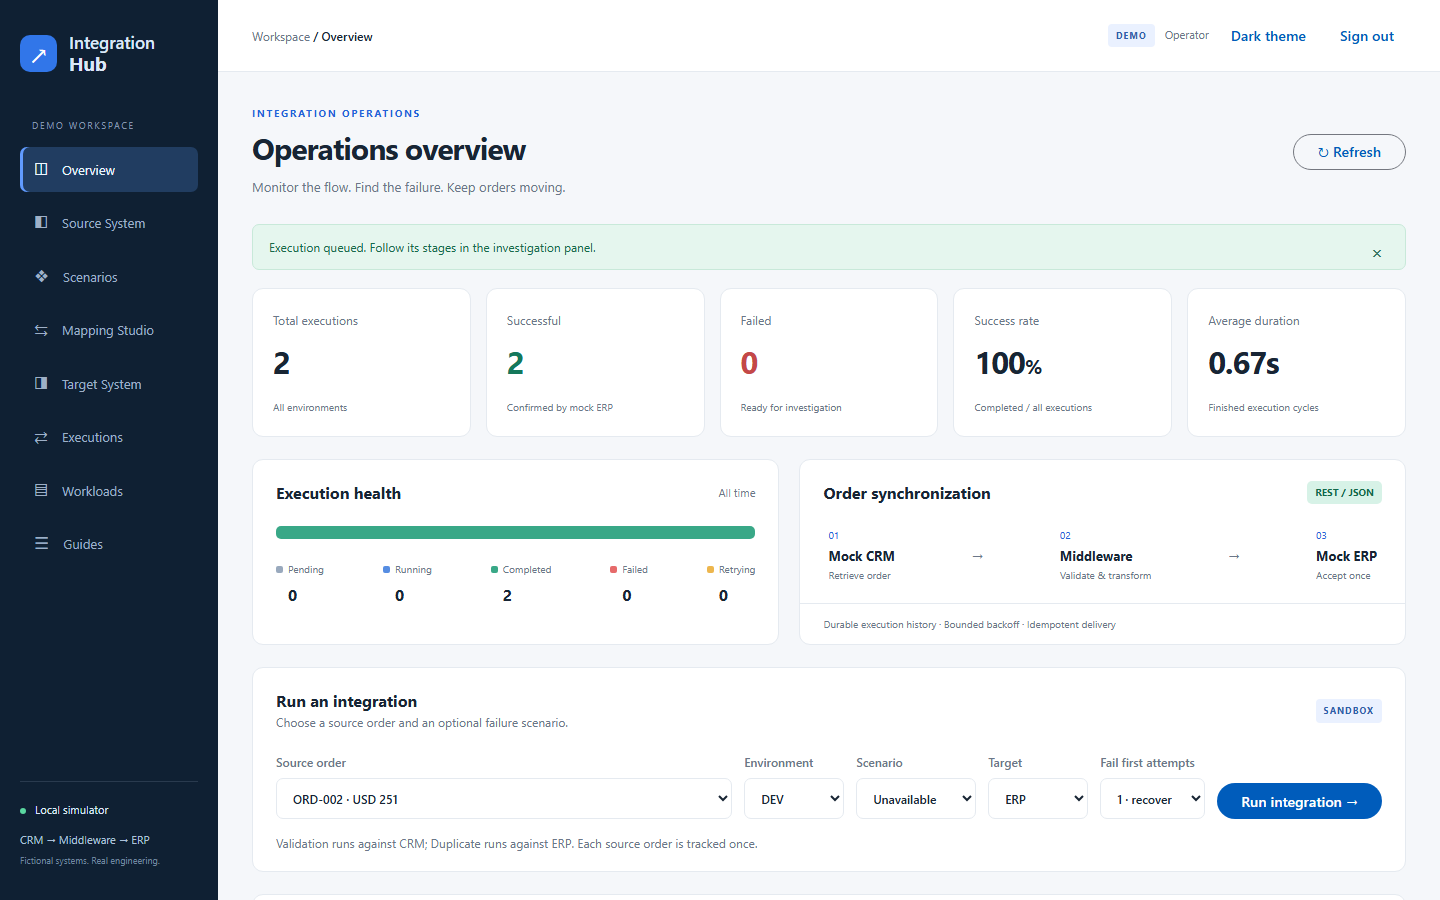 Integration
Hub
DEMO WORKSPACE
Overview
Source System
Scenarios
Mapping Studio
Target System
Executions
Workloads
Guides
Local simulator
CRM → Middleware → ERP
Fictional systems. Real engineering.
Workspace / Overview
DEMO Operator Dark theme Sign out
INTEGRATION OPERATIONS
Operations overview
Monitor the flow. Find the failure. Keep orders moving.
↻ Refresh
Execution queued. Follow its stages in the investigation panel.
×
Total executions
2
All environments
Successful
2
Confirmed by mock ERP
Failed
0
Ready for investigation
Success rate
100%
Completed / all executions
Average duration
0.67s
Finished execution cycles
Execution health
All time
Pending Running Completed Failed Retrying
0 0 2 0 0
Order synchronization
REST / JSON
01
Mock CRM
Retrieve order
→
02
Middleware
Validate & transform
→
03
Mock ERP
Accept once
Durable execution history · Bounded backoff · Idempotent delivery
Run an integration
Choose a source order and an optional failure scenario.
SANDBOX
Source order Environment Scenario Target Fail first attempts
ORD-002 · USD 251 DEV Unavailable ERP 1 · recover Run integration →
Validation runs against CRM; Duplicate runs against ERP. Each source order is tracked once.